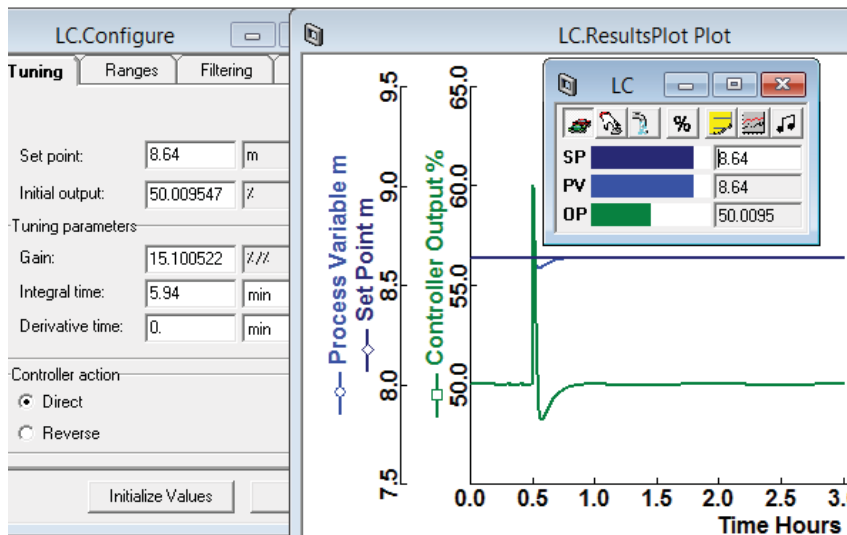 LC.Configure
Tuning
Ranges
Filtering
Set point:
8.64
m
Initial output:
50.009547
%
Tuning parameters
Gain:
15.100522
%/%
Integral time:
5.94
min
Derivative time:
0.
min
Controller action
Direct
Reverse
Initialize Values
LC.ResultsPlot Plot
Process Variable m
Set Point m
7.5
8.0
8.5
9.0
9.5
Controller Output %
50.0
55.0
60.0
65.0
LC
%
SP
8.64
PV
8.64
OP
50.0095
0.0 0.5 1.0 1.5 2.0 2.5 3.
Time Hours